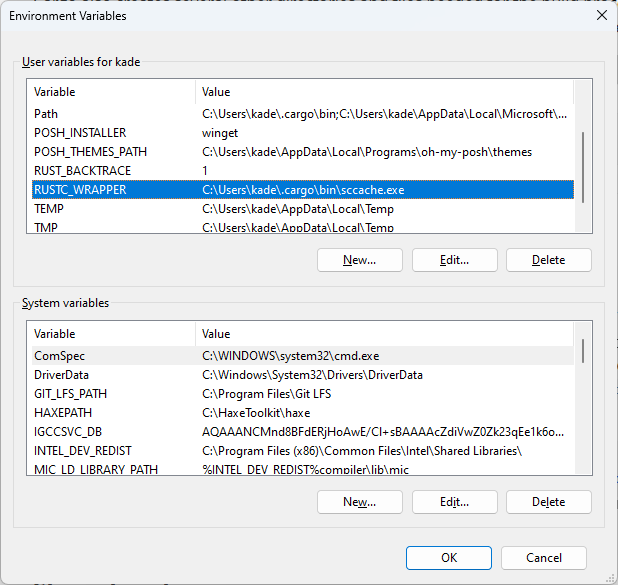 Environment Variables
User variables for kade
Variable Value
Path C:\Users\kade\.cargo\bin;C:\Users\kade\AppData\Local\Microsoft\...
POSH_INSTALLER winget
POSH_THEMES_PATH C:\Users\kade\AppData\Local\Programs\oh-my-posh\themes
RUST_BACKTRACE 1
RUSTC_WRAPPER C:\Users\kade\.cargo\bin\sccache.exe
TEMP C:\Users\kade\AppData\Local\Temp
TMP C:\Users\kade\AppData\Local\Temp
New... Edit... Delete
System variables
Variable Value
ComSpec C:\WINDOWS\system32\cmd.exe
DriverData C:\Windows\System32\Drivers\DriverData
GIT_LFS_PATH C:\Program Files\Git LFS
HAXEPATH C:\HaxeToolkit\haxe
IGCCSVC_DB AQAAANCMnd8BFdERjHoAwE/Cl+sBAAAAcZdiVwZ0Zk23qEe1k6o...
INTEL_DEV_REDIST C:\Program Files (x86)\Common Files\Intel\Shared Libraries\
MIC_LD_LIBRARY_PATH %INTEL_DEV_REDIST%compiler\lib\mic
New... Edit... Delete
OK Cancel